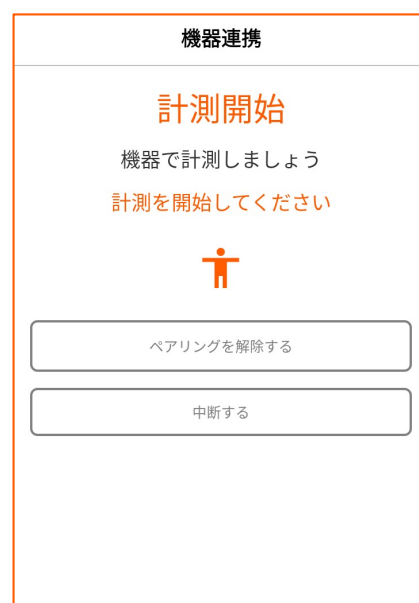 機器連携
計測開始
機器で計測しましょう
計測を開始してください
ペアリングを解除する
中断する